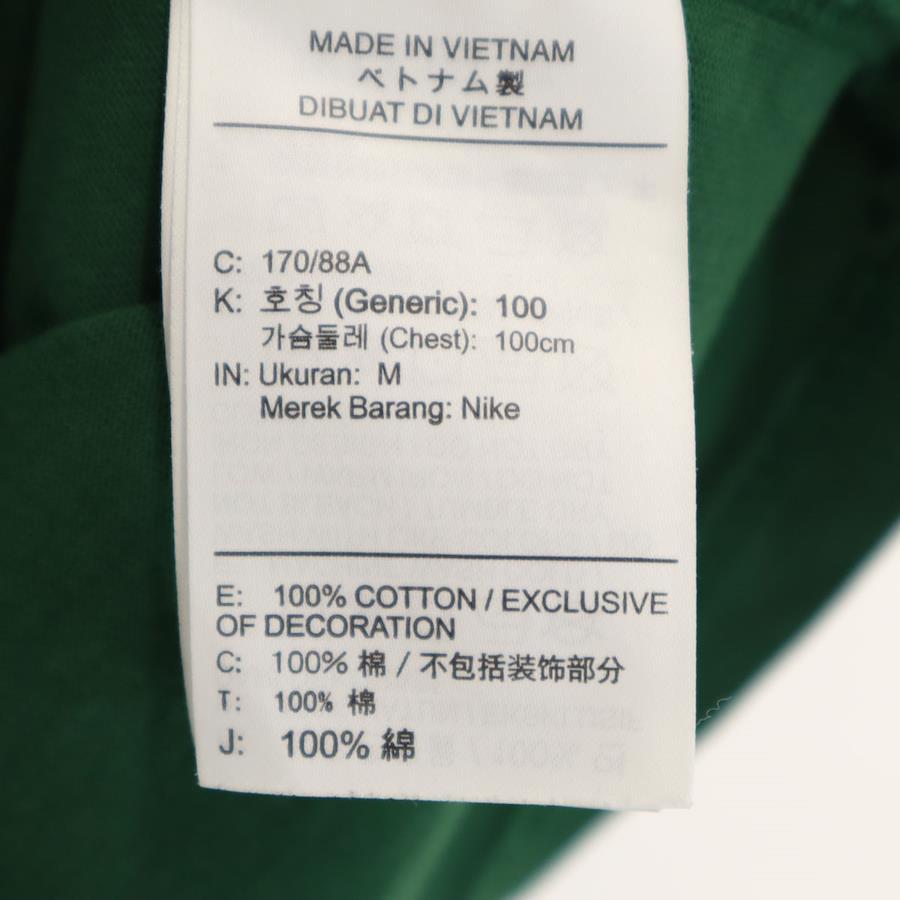 MADE IN VIETNAM
ベトナム製
DIBUAT DI VIETNAM
C: 170/88A
K: 호칭 (Generic): 100
가슴둘레 (Chest): 100cm
IN: Ukuran: M
Merek Barang: Nike
E: 100% COTTON / EXCLUSIVE
OF DECORATION
C: 100% 棉 / 不包括装饰部分
T: 100% 棉
J: 100% 綿